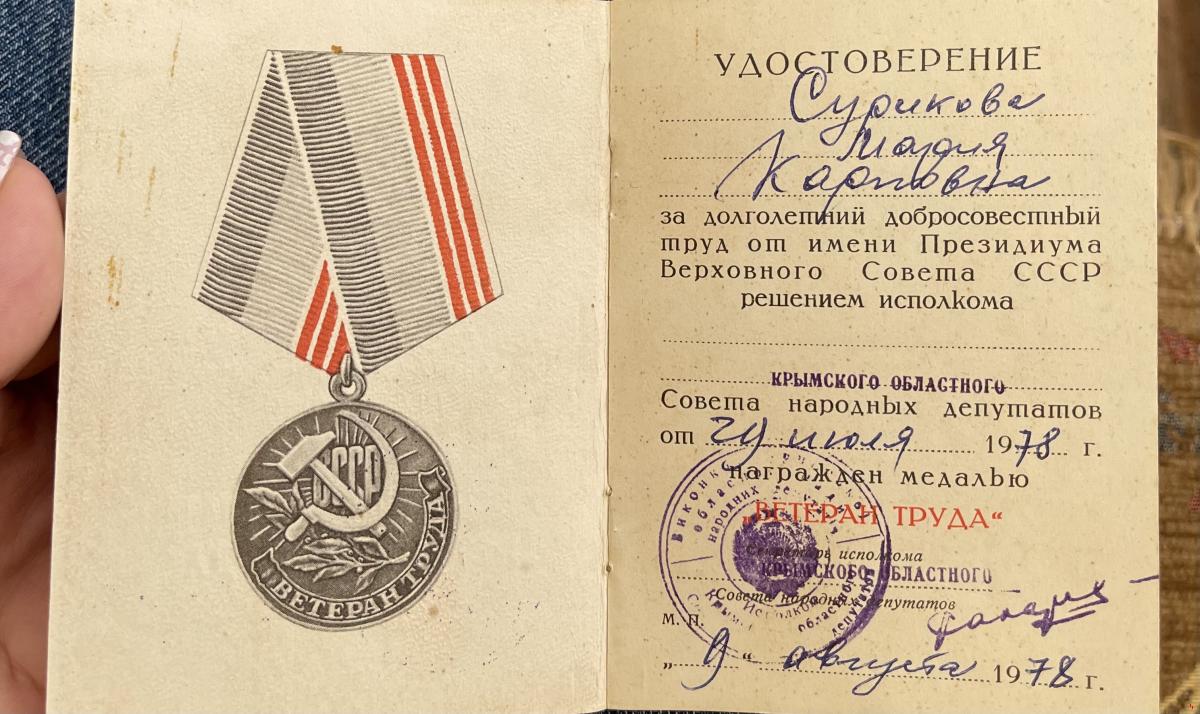 СССР
ВЕТЕРАН ТРУДА
УДОСТОВЕРЕНИЕ
Сурикова
Мария
Карповна
за долголетний добросовестный
труд от имени Президиума
Верховного Совета СССР
решением исполкома
КРЫМСКОГО ОБЛАСТНОГО
Совета народных депутатов
от 29 июля 1978 г.
награжден медалью
„ВЕТЕРАН ТРУДА“
Секретарь исполкома
КРЫМСКОГО ОБЛАСТНОГО
Совета народных депутатов
М. П.
„9“ августа 1978 г.